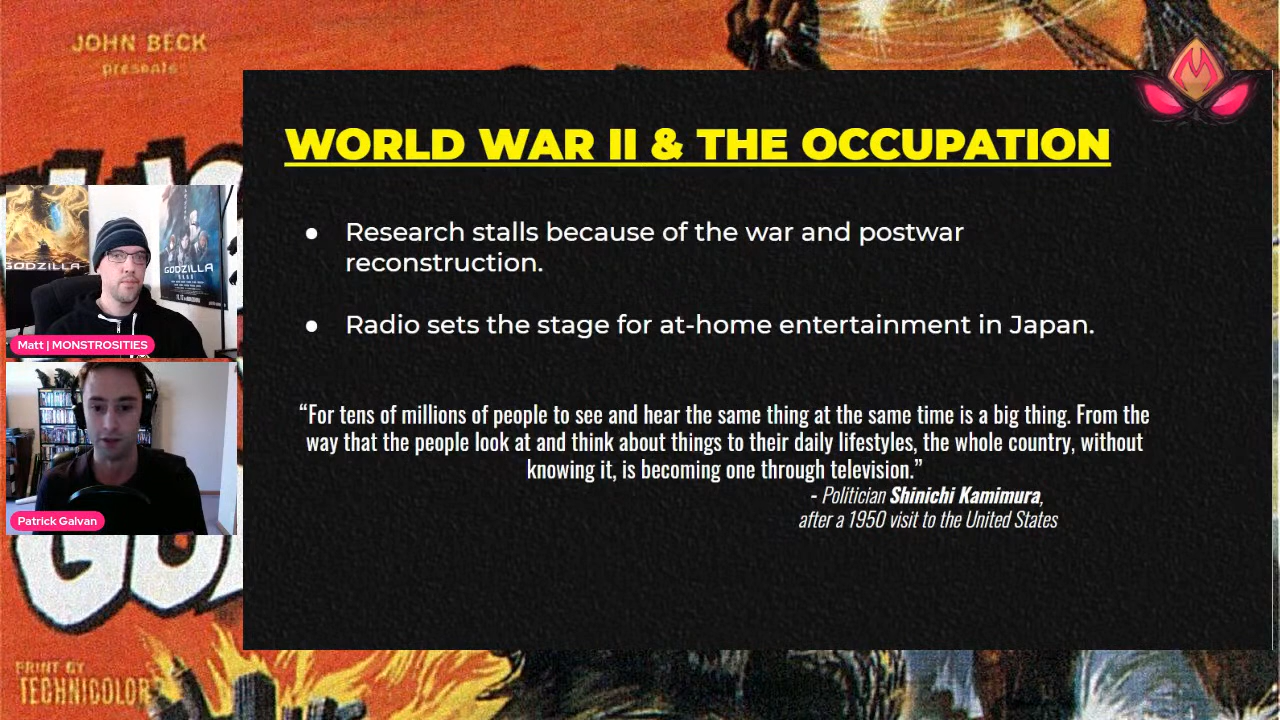 JOHN BECK
presents
WORLD WAR II & THE OCCUPATION
● Research stalls because of the war and postwar
reconstruction.
● Radio sets the stage for at-home entertainment in Japan.
“For tens of millions of people to see and hear the same thing at the same time is a big thing. From the
way that the people look at and think about things to their daily lifestyles, the whole country, without
knowing it, is becoming one through television.”
- Politician Shinichi Kamimura,
after a 1950 visit to the United States
GODZILLA
GODZILLA
Matt | MONSTROSITIES
Patrick Galvan
PRINT BY
TECHNICOLOR